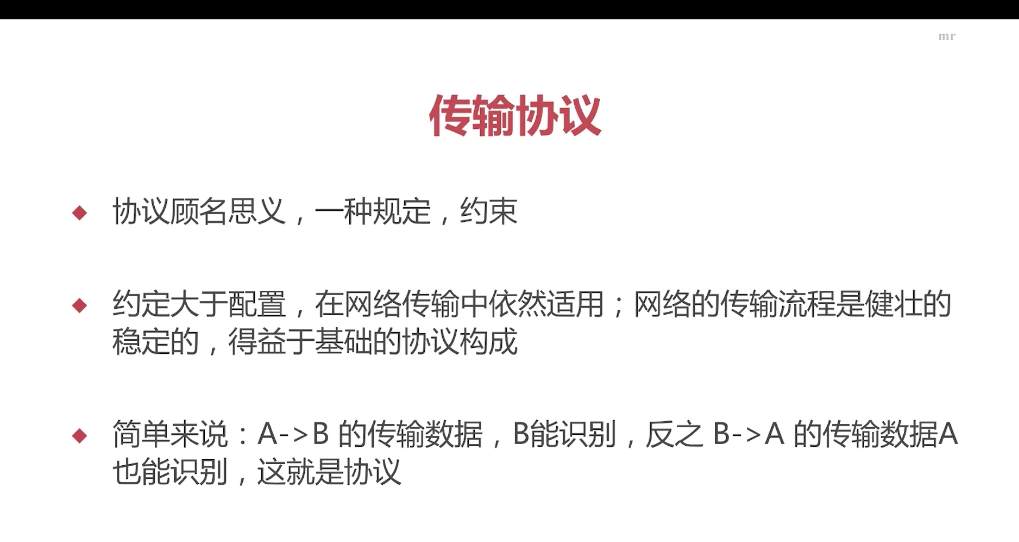 mr
传输协议
协议顾名思义，一种规定，约束
约定大于配置，在网络传输中依然适用；网络的传输流程是健壮的
稳定的，得益于基础的协议构成
简单来说：A->B 的传输数据，B能识别，反之 B->A 的传输数据A
也能识别，这就是协议